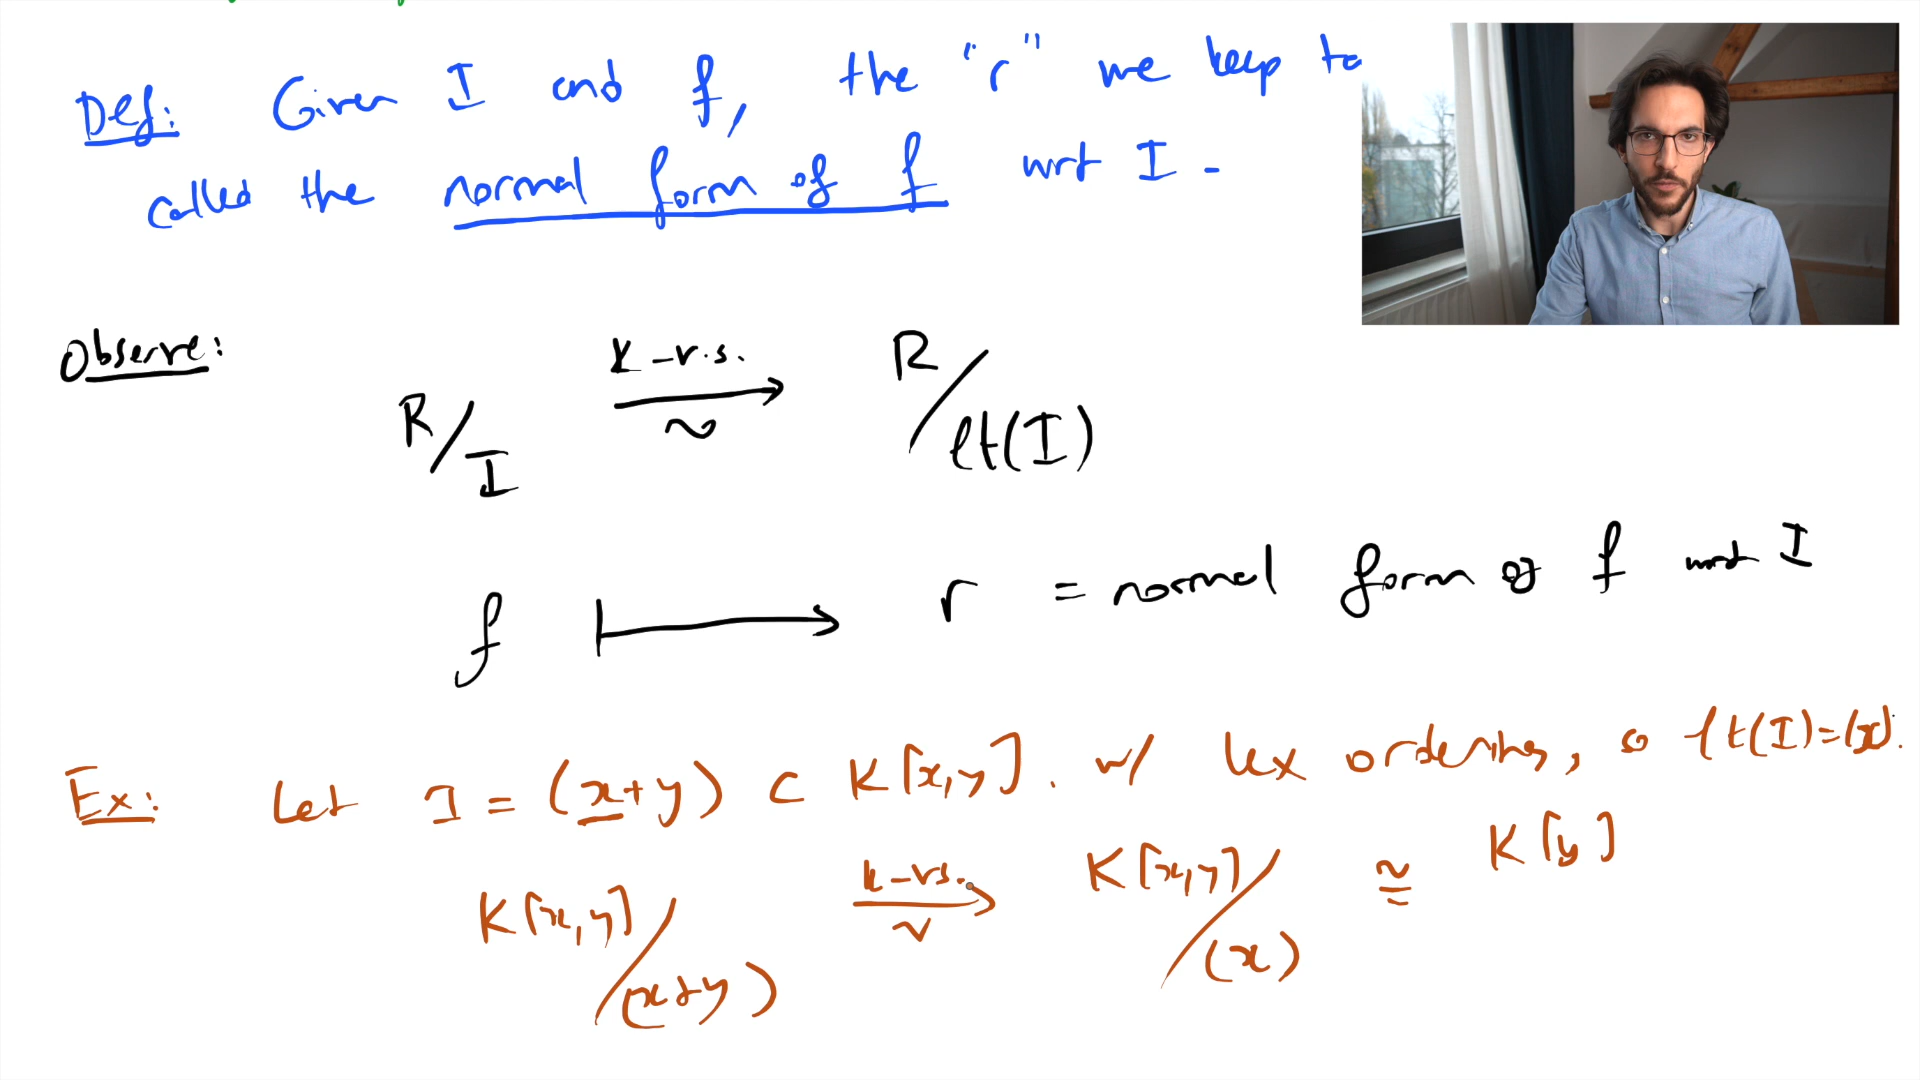 Def: Given I and f, the "r" we keep to
called the normal form of f wrt I -
Observe:
R/I K-v.s. → ~ R/lt(I)
f ↦ r = normal form of f wrt I
Ex: Let I = (x+y) ⊂ K[x,y]. w/ lex ordering, so lt(I)=(x).
K[x,y]/(x+y) k-vs. → ~ K[x,y]/(x) ≅ K[y]